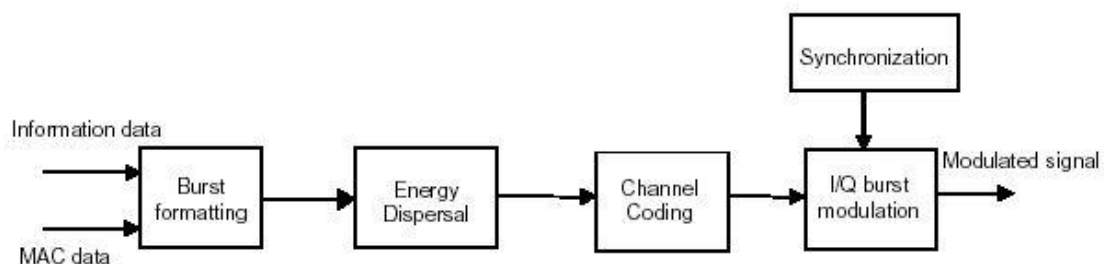 Synchronization
Information data
Burst
formatting
Energy
Dispersal
Channel
Coding
I/Q burst
modulation
Modulated signal
MAC data